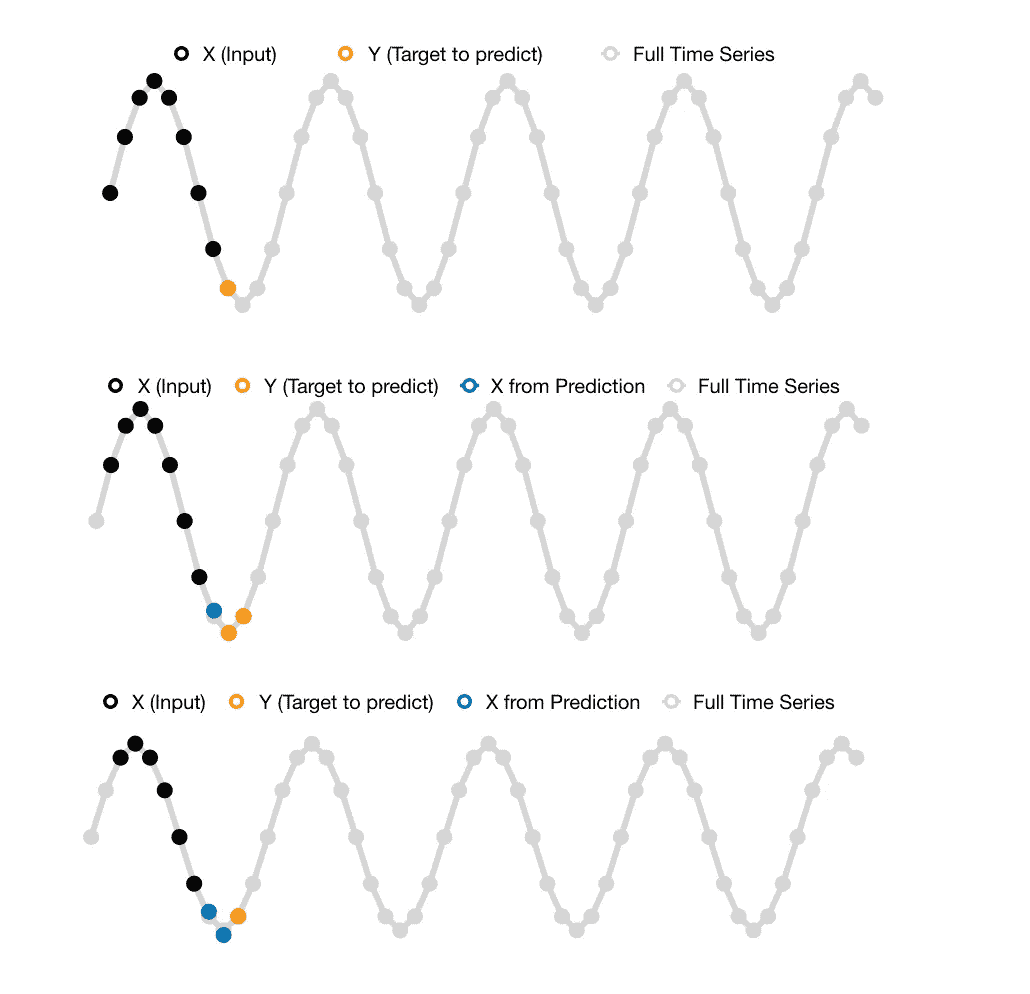 X (Input) Y (Target to predict) Full Time Series
X (Input) Y (Target to predict) X from Prediction Full Time Series
X (Input) Y (Target to predict) X from Prediction Full Time Series